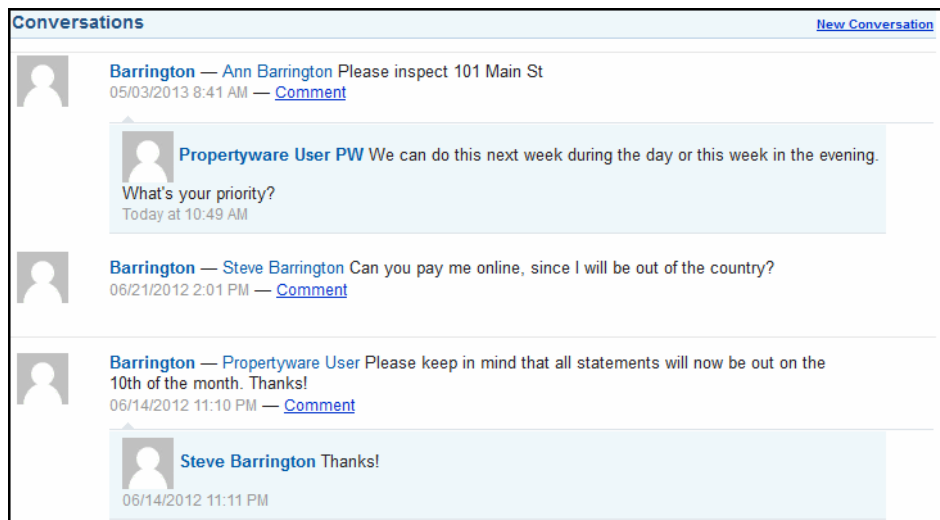 Conversations New Conversation
Barrington — Ann Barrington Please inspect 101 Main St
05/03/2013 8:41 AM — Comment
Propertyware User PW We can do this next week during the day or this week in the evening.
What's your priority?
Today at 10:49 AM
Barrington — Steve Barrington Can you pay me online, since I will be out of the country?
06/21/2012 2:01 PM — Comment
Barrington — Propertyware User Please keep in mind that all statements will now be out on the
10th of the month. Thanks!
06/14/2012 11:10 PM — Comment
Steve Barrington Thanks!
06/14/2012 11:11 PM